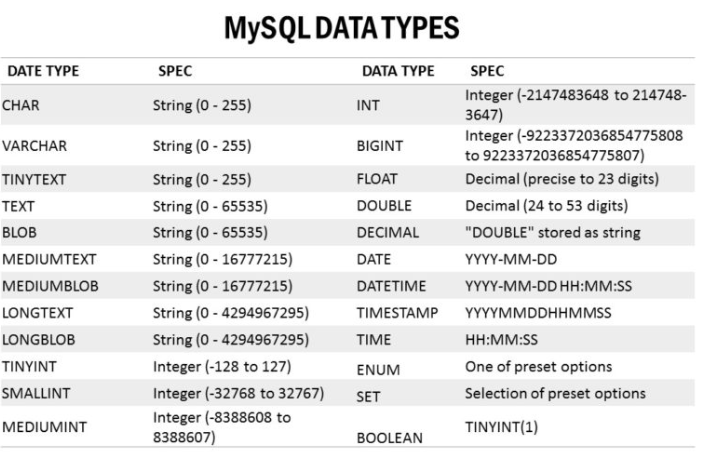 MySQL DATA TYPES
DATE TYPE SPEC DATA TYPE SPEC
CHAR String (0 - 255) INT Integer (-2147483648 to 214748-
3647)
VARCHAR String (0 - 255) BIGINT Integer (-9223372036854775808
to 9223372036854775807)
TINYTEXT String (0 - 255) FLOAT Decimal (precise to 23 digits)
TEXT String (0 - 65535) DOUBLE Decimal (24 to 53 digits)
BLOB String (0 - 65535) DECIMAL "DOUBLE" stored as string
MEDIUMTEXT String (0 - 16777215) DATE YYYY-MM-DD
MEDIUMBLOB String (0 - 16777215) DATETIME YYYY-MM-DD HH:MM:SS
LONGTEXT String (0 - 4294967295) TIMESTAMP YYYYMMDDHHMMSS
LONGBLOB String (0 - 4294967295) TIME HH:MM:SS
TINYINT Integer (-128 to 127) ENUM One of preset options
SMALLINT Integer (-32768 to 32767) SET Selection of preset options
MEDIUMINT Integer (-8388608 to
8388607) BOOLEAN TINYINT(1)